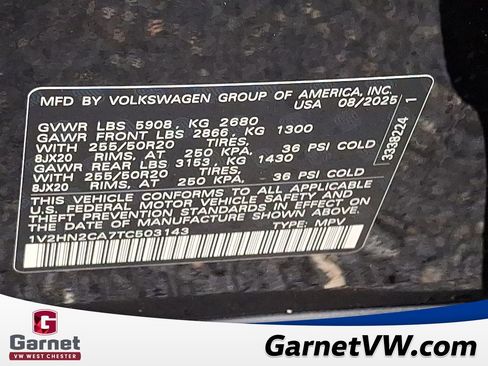 MFD BY VOLKSWAGEN GROUP OF AMERICA, INC.
USA 08/2025
GVWR LBS 5908, KG 2680
GAWR FRONT LBS 2866, KG 1300
WITH 255/50R20 TIRES,
8JX20 RIMS, AT 250 KPA, 36 PSI COLD
GAWR REAR LBS 3153, KG 1430
WITH 255/50R20 TIRES,
8JX20 RIMS, AT 250 KPA, 36 PSI COLD
THIS VEHICLE CONFORMS TO ALL APPLICABLE
U.S. FEDERAL MOTOR VEHICLE SAFETY AND
THEFT PREVENTION STANDARDS IN EFFECT ON
THE DATE OF MANUFACTURE SHOWN ABOVE.
1V2HN2CA7TC503143 TYPE: MPV
3338224 1
G
Garnet
VW WEST CHESTER
GarnetVW.com